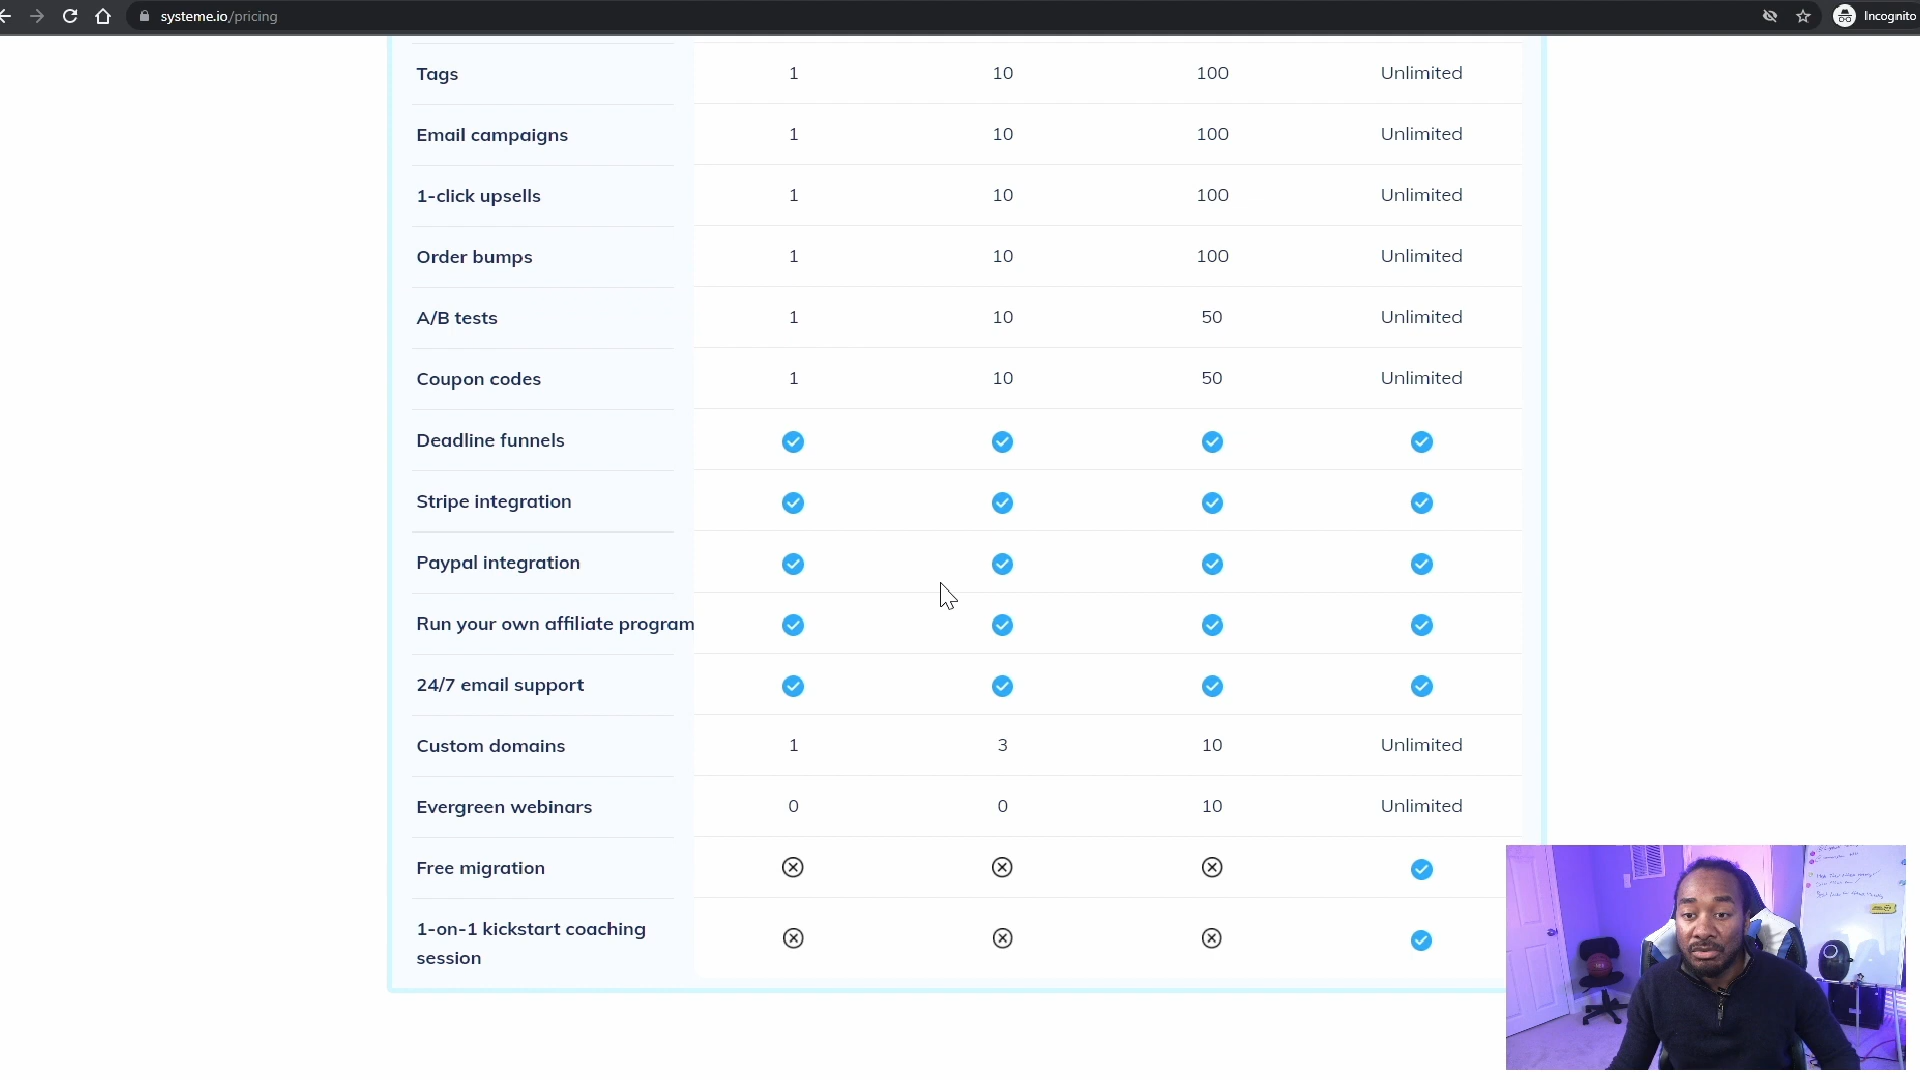 systeme.io/pricing
Incognito
Tags 1 10 100 Unlimited
Email campaigns 1 10 100 Unlimited
1-click upsells 1 10 100 Unlimited
Order bumps 1 10 100 Unlimited
A/B tests 1 10 50 Unlimited
Coupon codes 1 10 50 Unlimited
Deadline funnels
Stripe integration
Paypal integration
Run your own affiliate program
24/7 email support
Custom domains 1 3 10 Unlimited
Evergreen webinars 0 0 10 Unlimited
Free migration
1-on-1 kickstart coaching
session